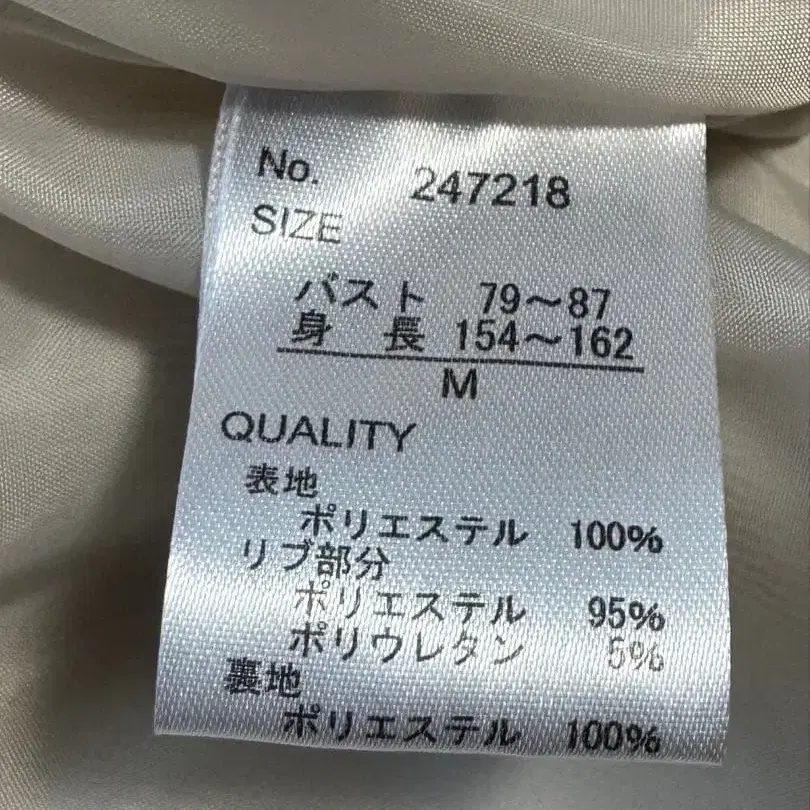 No. 247218
SIZE
バスト 79～87
身 長 154～162
M
QUALITY
表地
ポリエステル 100%
リブ部分
ポリエステル 95%
ポリウレタン 5%
裏地
ポリエステル 100%